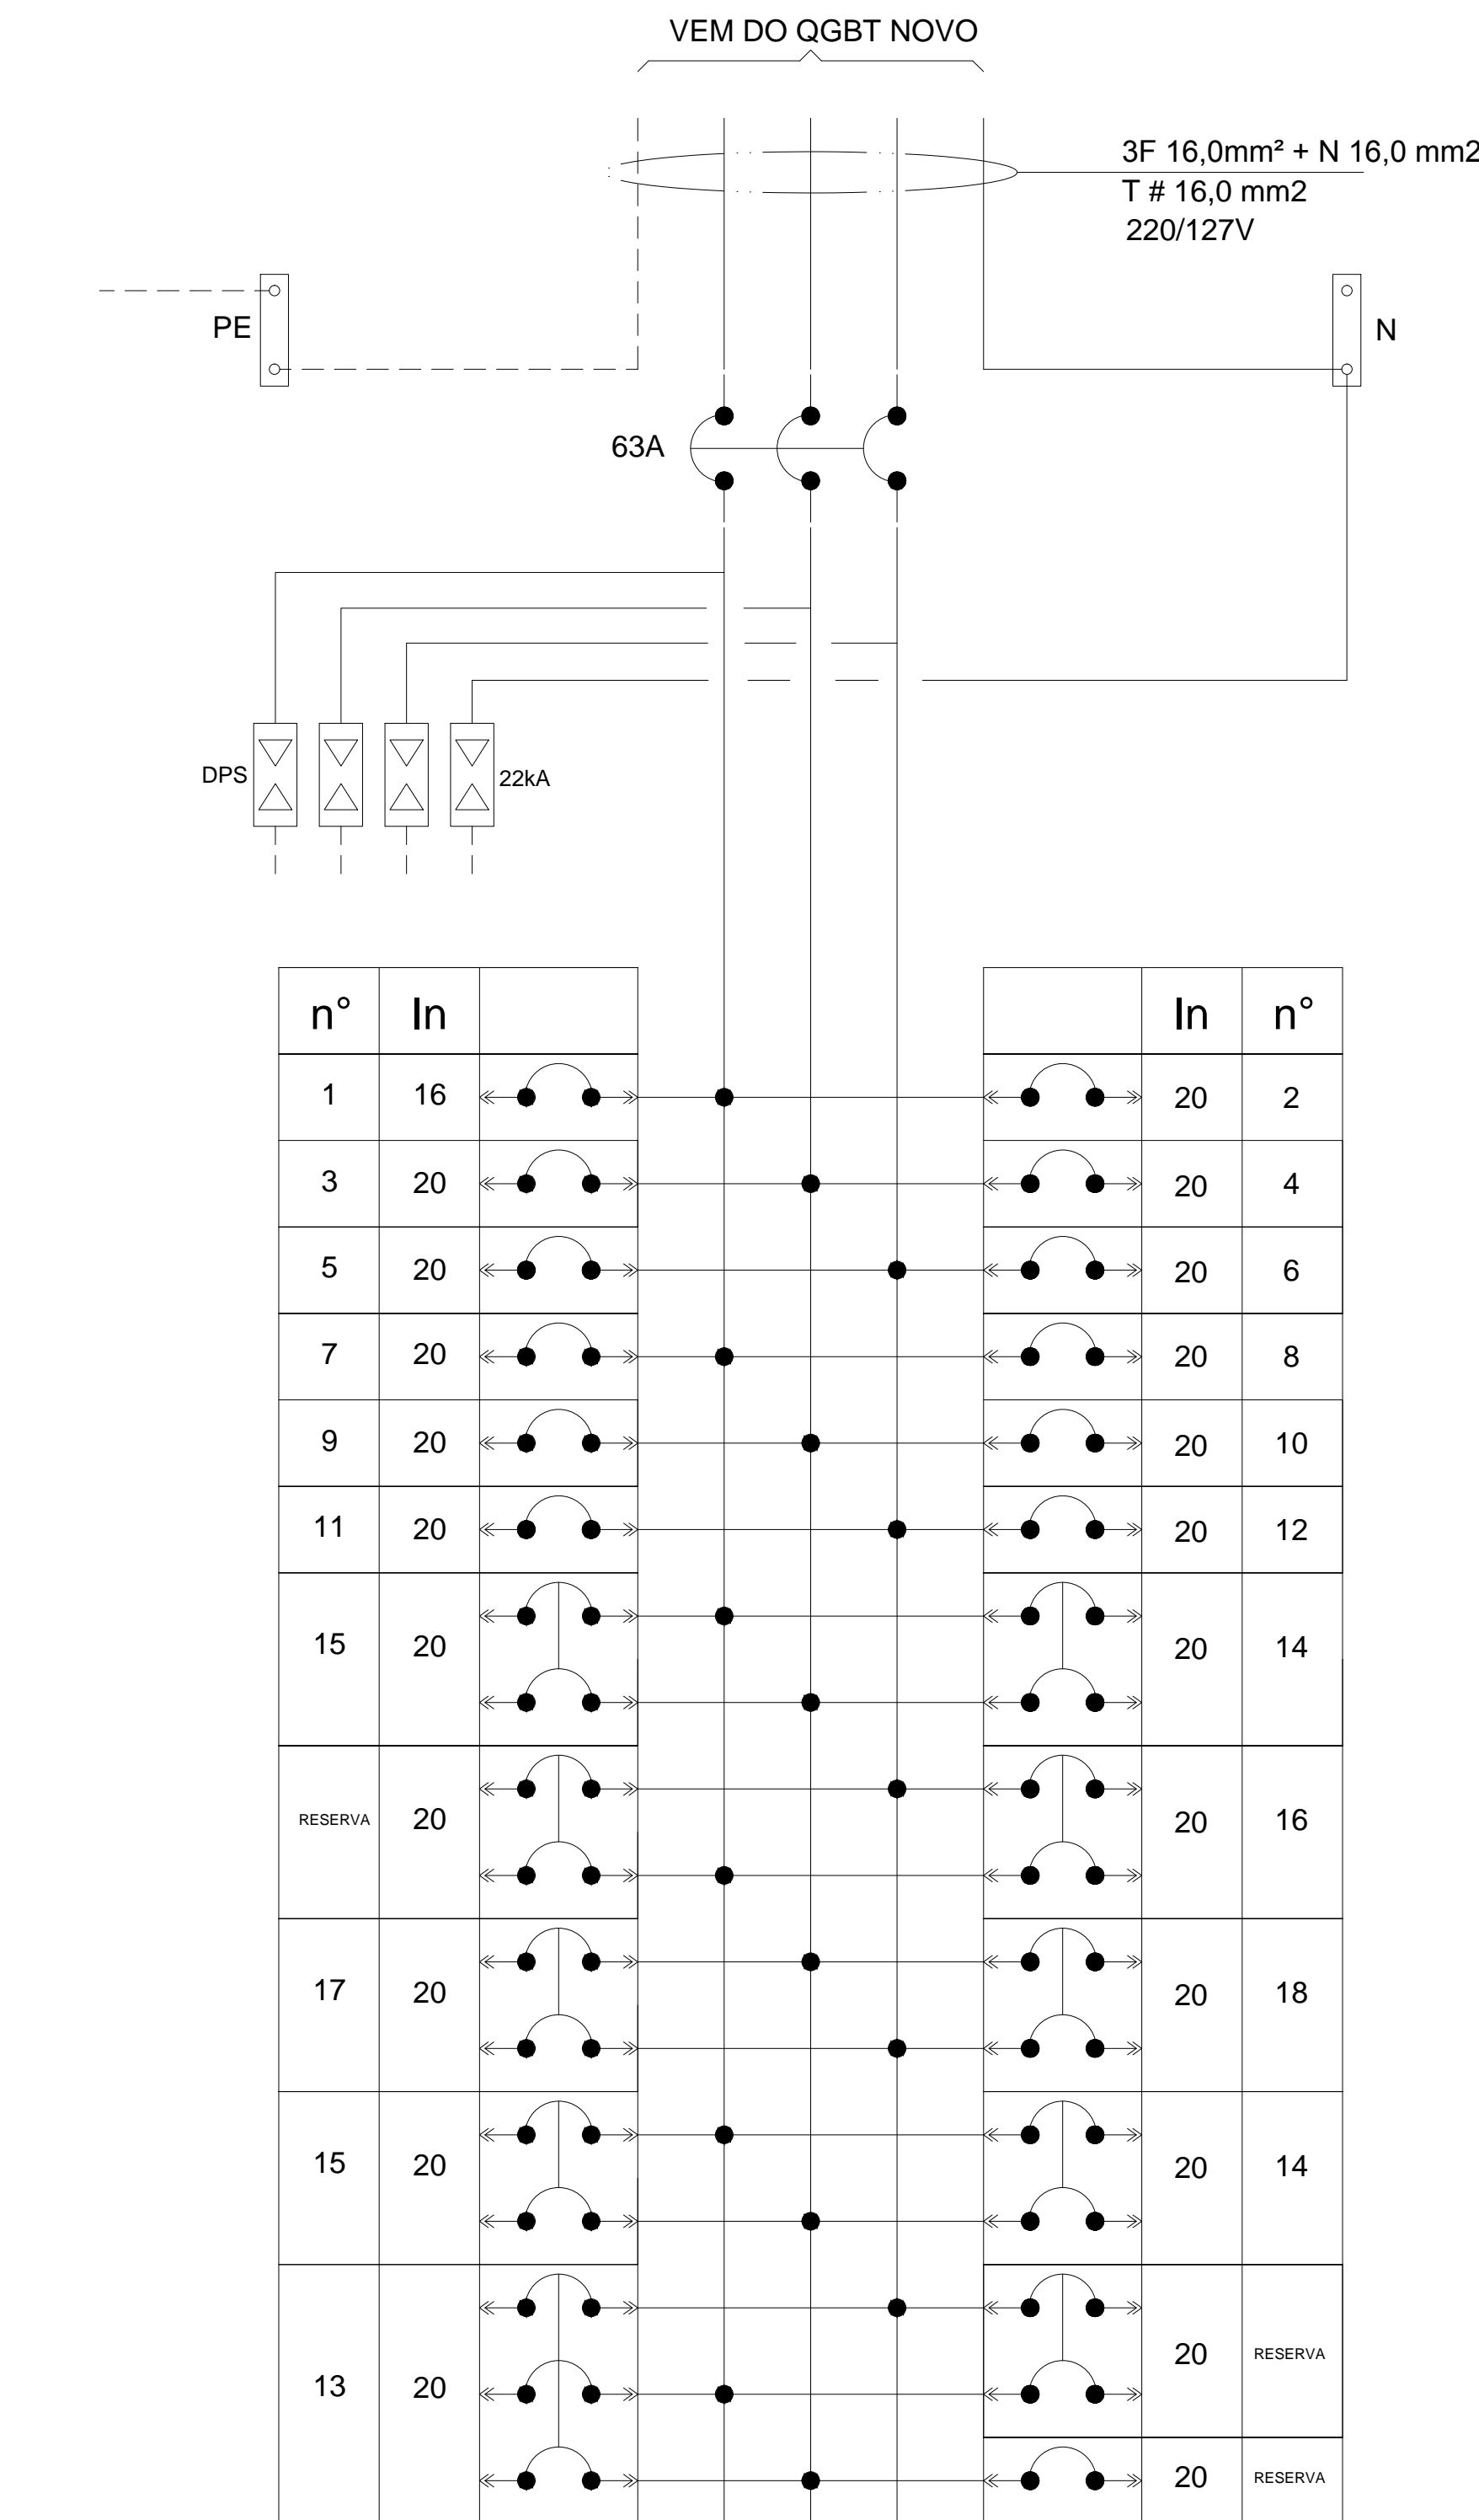 VEM DO QGBT NOVO
3F 16,0mm² + N 16,0 mm2
T # 16,0 mm2
220/127V
PE
N
63A
DPS
22kA
n° In In n°
1 16 20 2
3 20 20 4
5 20 20 6
7 20 20 8
9 20 20 10
11 20 20 12
15 20 20 14
RESERVA 20 20 16
17 20 20 18
15 20 20 14
20 RESERVA
13 20
20 RESERVA